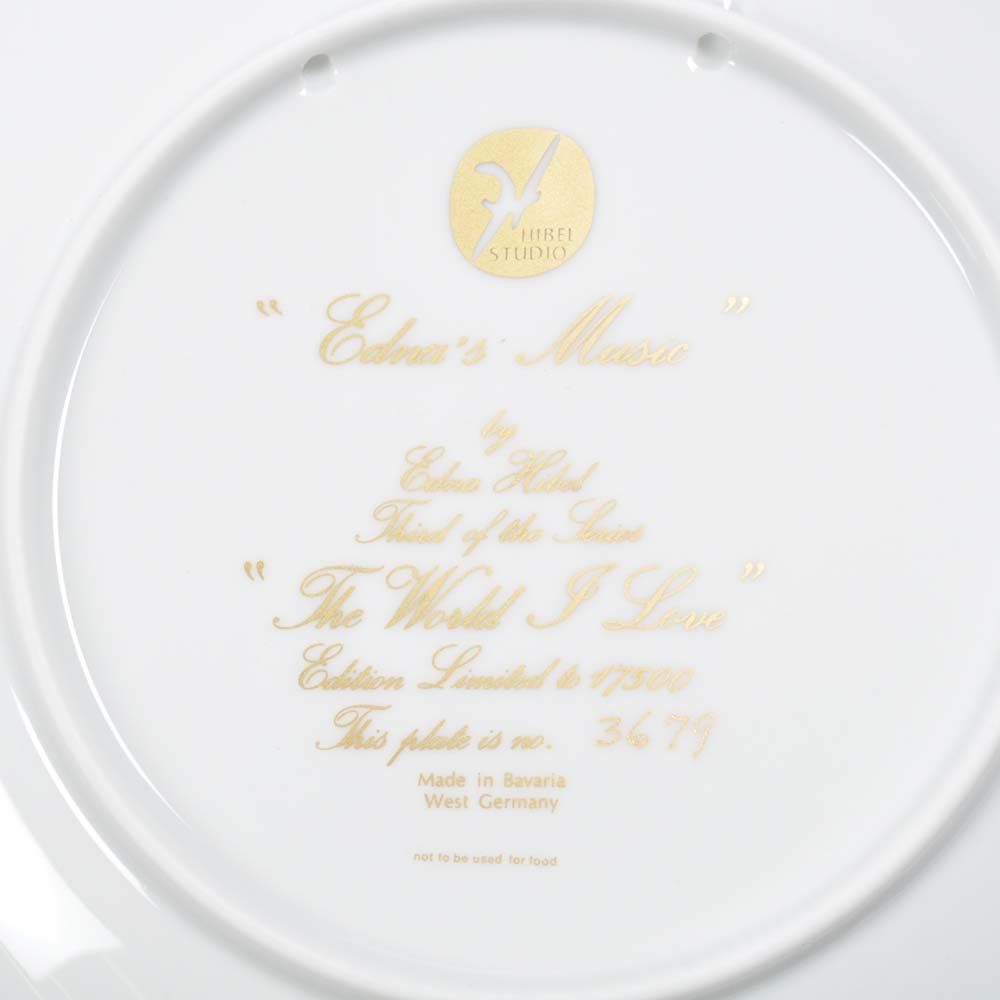 HIBEL
STUDIO
" Edna's Music "
by
Edna Hibel
Third of the Series
" The World I Love "
Edition Limited to 17500
This plate is no. 3679
Made in Bavaria
West Germany
not to be used for food